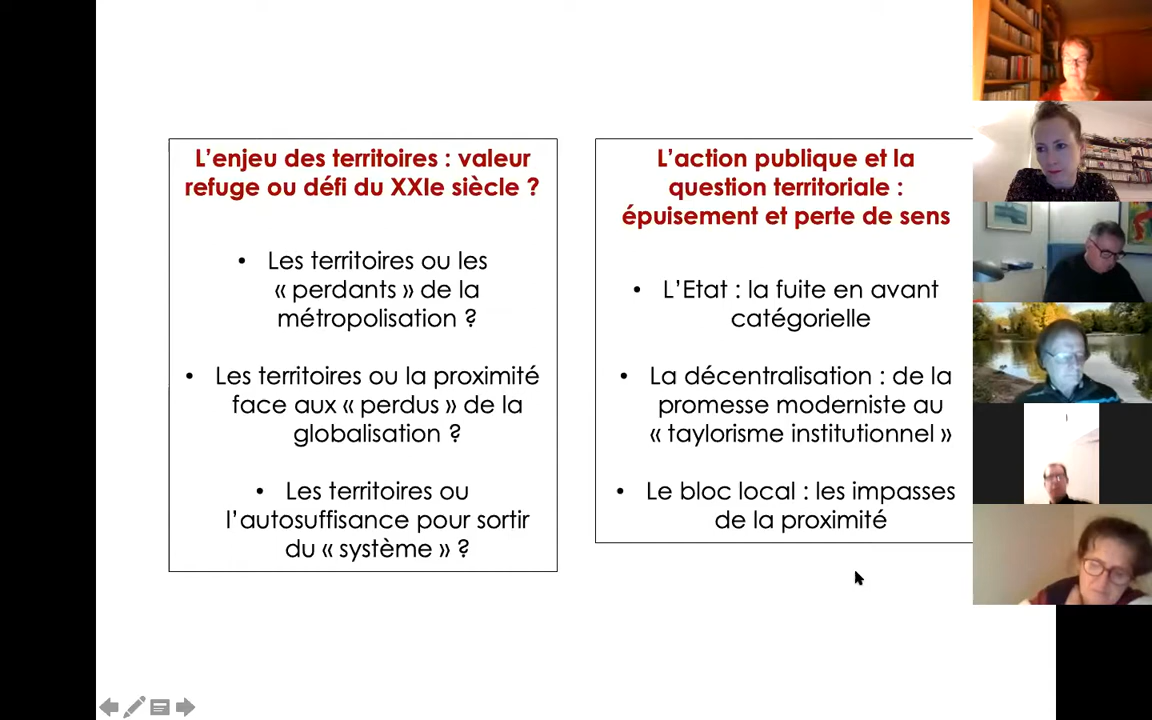 L'enjeu des territoires : valeur
refuge ou défi du XXIe siècle ?
• Les territoires ou les
« perdants » de la
métropolisation ?
• Les territoires ou la proximité
face aux « perdus » de la
globalisation ?
• Les territoires ou
l'autosuffisance pour sortir
du « système » ?
L'action publique et la
question territoriale :
épuisement et perte de sens
• L'Etat : la fuite en avant
catégorielle
• La décentralisation : de la
promesse moderniste au
« taylorisme institutionnel »
• Le bloc local : les impasses
de la proximité